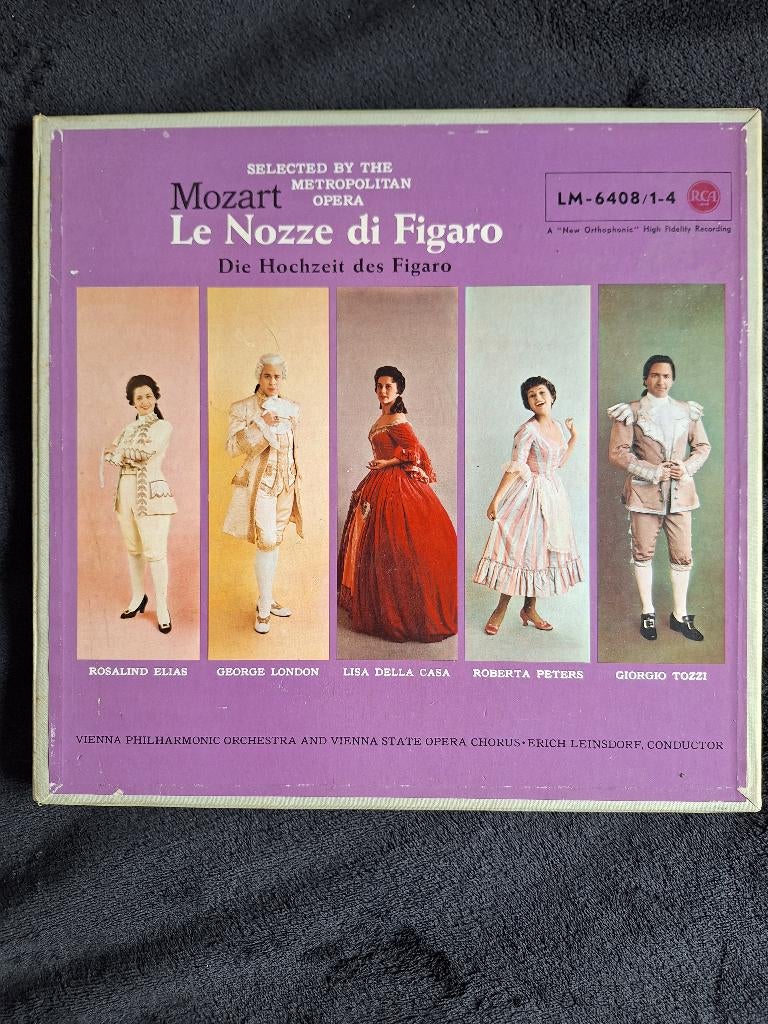 SELECTED BY THE
METROPOLITAN
OPERA
Mozart
Le Nozze di Figaro
Die Hochzeit des Figaro
LM-6408/1-4
RCA
A "New Orthophonic" High Fidelity Recording
ROSALIND ELIAS
GEORGE LONDON
LISA DELLA CASA
ROBERTA PETERS
GIORGIO TOZZI
VIENNA PHILHARMONIC ORCHESTRA AND VIENNA STATE OPERA CHORUS • ERICH LEINSDORF, CONDUCTOR